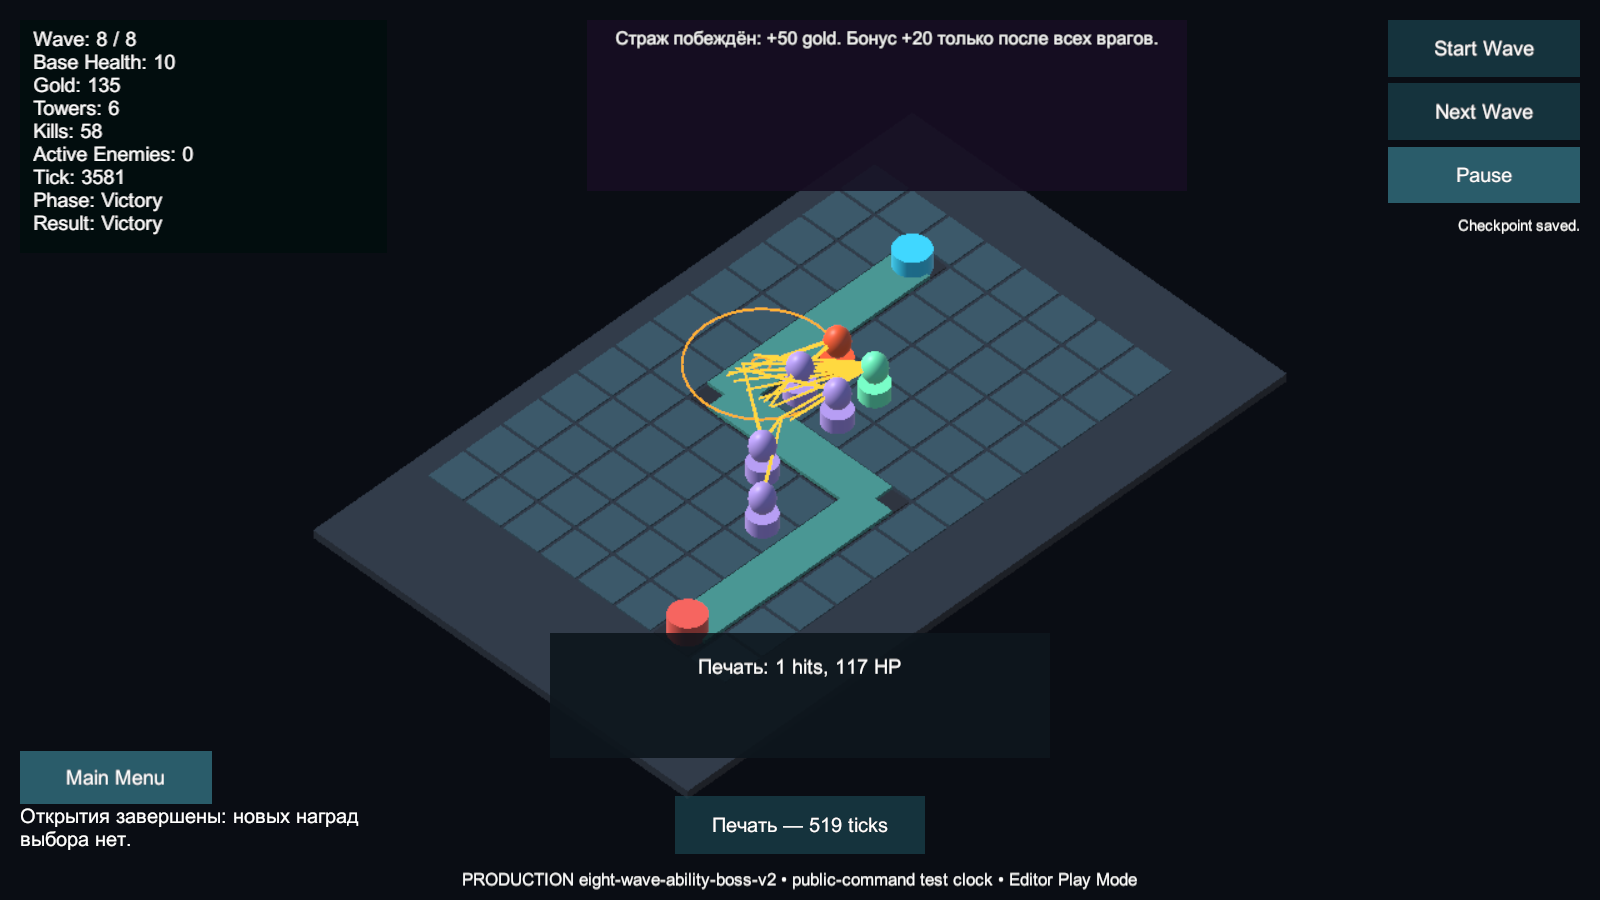 Wave: 8 / 8
Base Health: 10
Gold: 135
Towers: 6
Kills: 58
Active Enemies: 0
Tick: 3581
Phase: Victory
Result: Victory
Страж побеждён: +50 gold. Бонус +20 только после всех врагов.
Start Wave
Next Wave
Pause
Checkpoint saved.
Печать: 1 hits, 117 HP
Main Menu
Открытия завершены: новых наград
выбора нет.
Печать — 519 ticks
PRODUCTION eight-wave-ability-boss-v2 • public-command test clock • Editor Play Mode